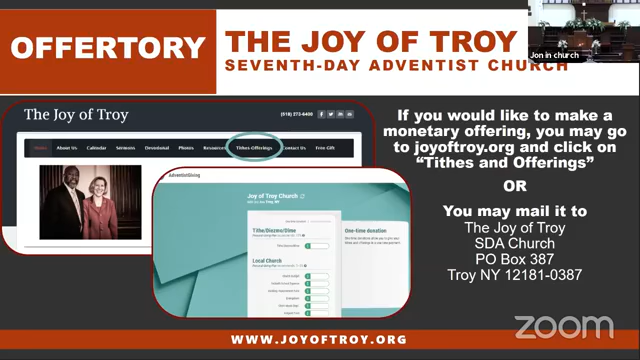 OFFERTORY
THE JOY OF TROY
SEVENTH-DAY ADVENTIST CHURCH
Jon in church
The Joy of Troy
(518) 273-6400
Home About Us Calendar Sermons Devotional Photos Resources Tithes-Offerings Contact Us Free Gift
AdventistGiving
Joy of Troy Church
Tithe/Diezmo/Dîme
One-time donation
Local Church
If you would like to make a
monetary offering, you may go
to joyoftroy.org and click on
“Tithes and Offerings”
OR
You may mail it to
The Joy of Troy
SDA Church
PO Box 387
Troy NY 12181-0387
WWW.JOYOFTROY.ORG
zoom